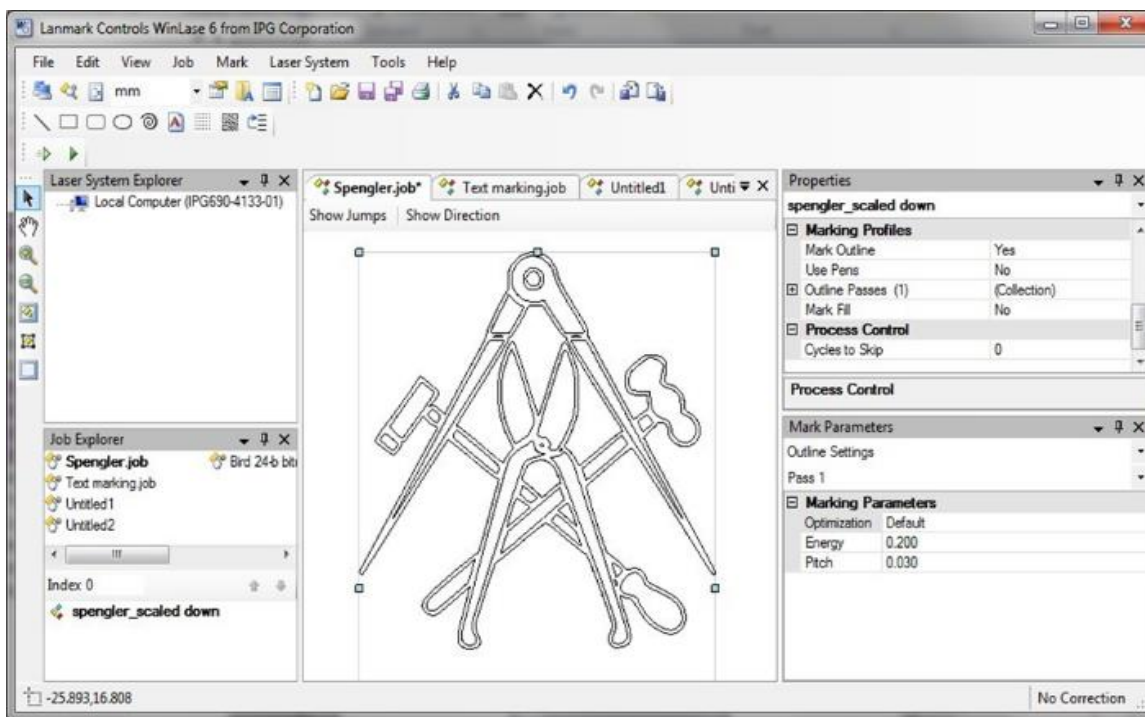 Lanmark Controls WinLase 6 from IPG Corporation
File Edit View Job Mark Laser System Tools Help
mm
Laser System Explorer
Local Computer (IPG690-4133-01)
Spengler.job* Text marking.job Untitled1 Unti
Show Jumps Show Direction
Properties
spengler_scaled down
Marking Profiles
Mark Outline Yes
Use Pens No
Outline Passes (1) (Collection)
Mark Fill No
Process Control
Cycles to Skip 0
Process Control
Job Explorer
Spengler.job Bird 24-b bit
Text marking.job
Untitled1
Untitled2
Index 0
spengler_scaled down
Mark Parameters
Outline Settings
Pass 1
Marking Parameters
Optimization Default
Energy 0.200
Pitch 0.030
-25.893,16.808
No Correction